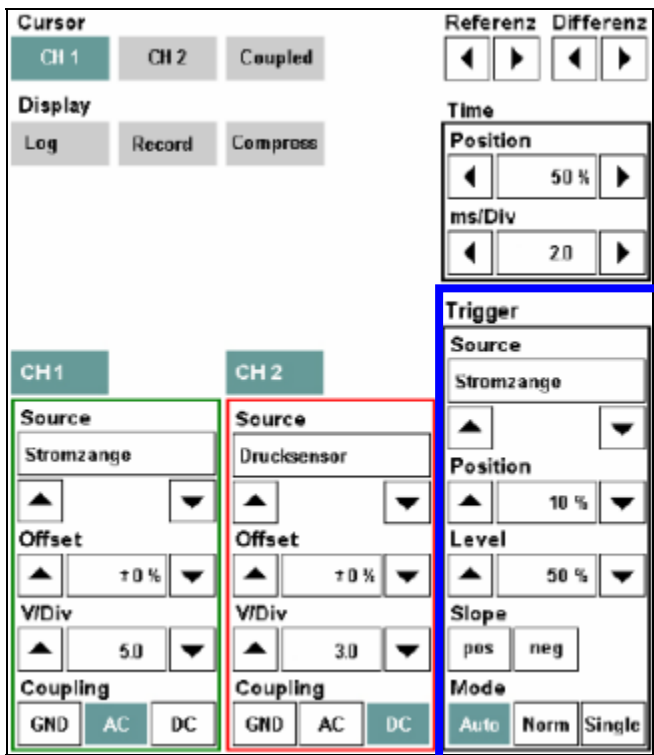 Cursor
CH 1 CH 2 Coupled
Display
Log Record Compress
Referenz Differenz
Time
Position
50 %
ms/Div
2.0
CH 1
Source
Stromzange
Offset
±0 %
V/Div
5.0
Coupling
GND AC DC
CH 2
Source
Drucksensor
Offset
±0 %
V/Div
3.0
Coupling
GND AC DC
Trigger
Source
Stromzange
Position
10 %
Level
50 %
Slope
pos neg
Mode
Auto Norm Single